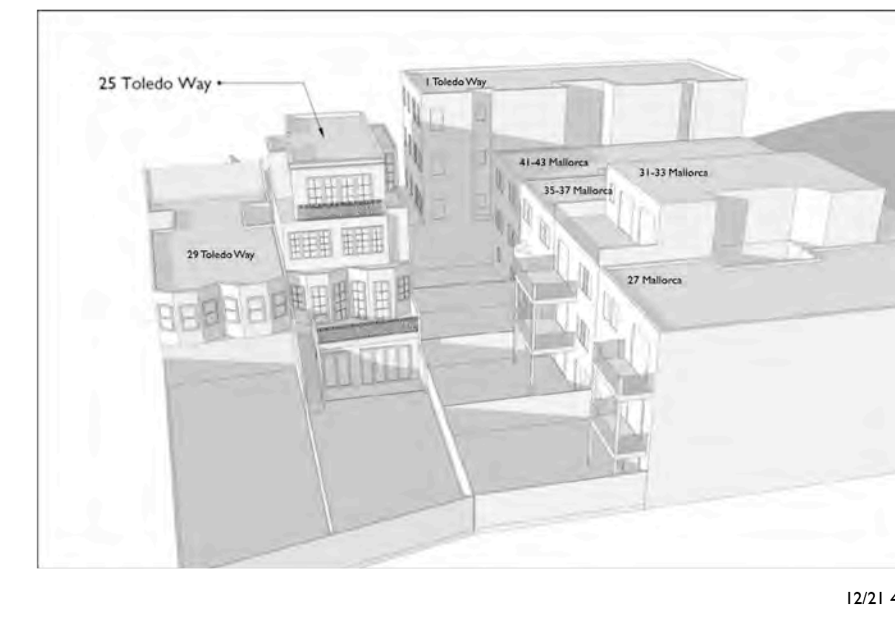 25 Toledo Way
1 Toledo Way
41-43 Mallorca
31-33 Mallorca
35-37 Mallorca
29 Toledo Way
27 Mallorca
12/21 4